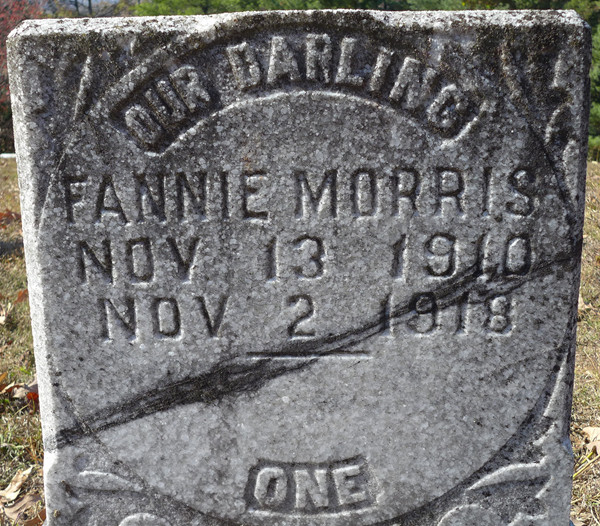 OUR DARLING
FANNIE MORRIS
NOV 13 1910
NOV 2 1918
ONE